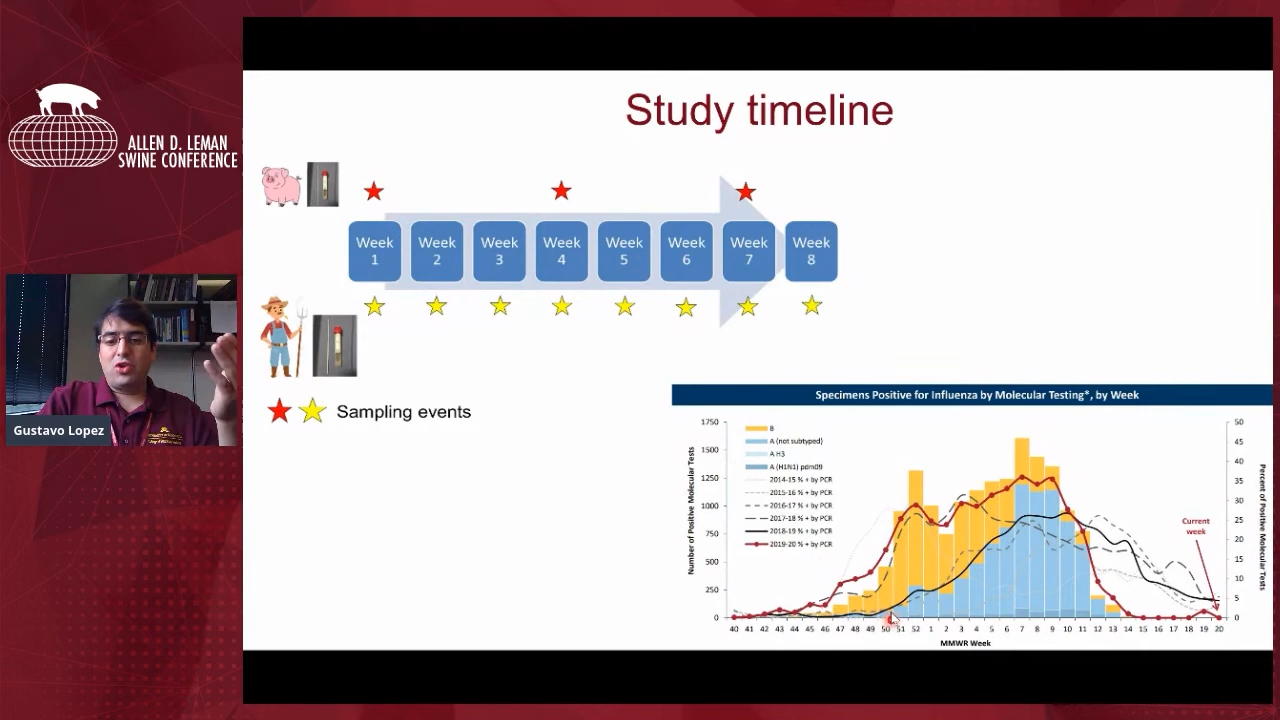 ALLEN D. LEMAN
SWINE CONFERENCE
Gustavo Lopez
Study timeline
Week 1
Week 2
Week 3
Week 4
Week 5
Week 6
Week 7
Week 8
Sampling events
Specimens Positive for Influenza by Molecular Testing*, by Week
Number of Positive Molecular Tests
1750
1500
1250
1000
750
500
250
0
B
A (not subtyped)
A H3
A (H1N1) pdm09
2014-15 % + by PCR
2015-16 % + by PCR
2016-17 % + by PCR
2017-18 % + by PCR
2018-19 % + by PCR
2019-20 % + by PCR
Current
week
50
45
40
35
30
25
20
15
10
5
0
Percent of Positive Molecular Tests
40 41 42 43 44 45 46 47 48 49 50 51 52 1 2 3 4 5 6 7 8 9 10 11 12 13 14 15 16 17 18 19 20
MMWR Week